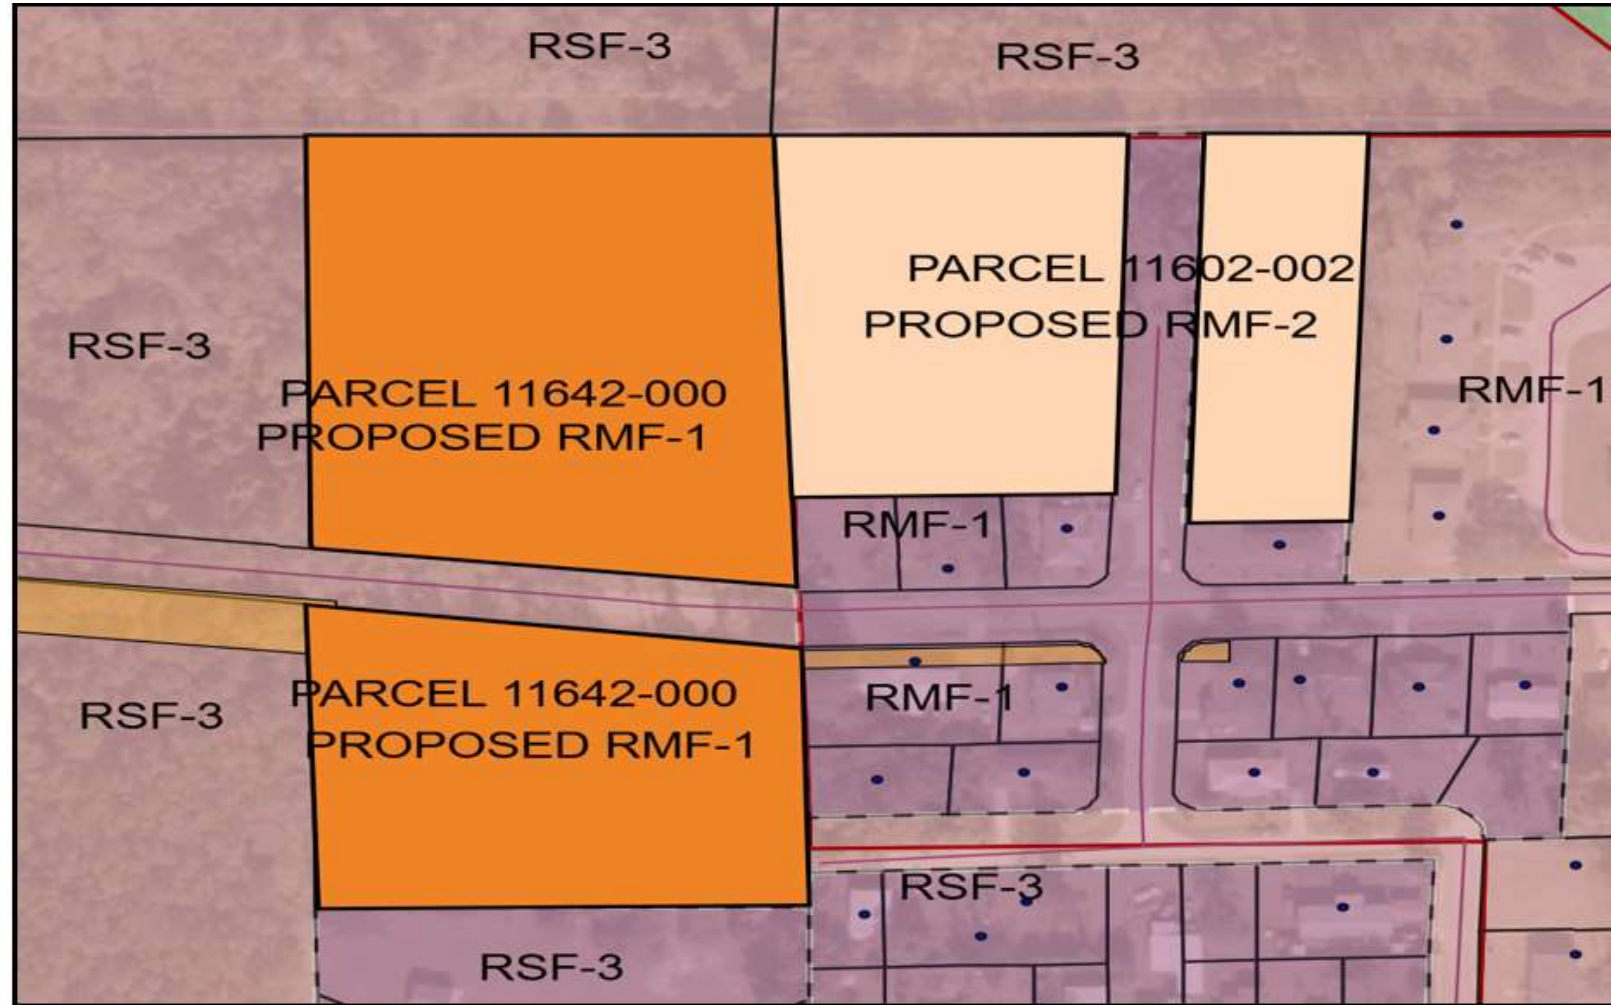 RSF-3
RSF-3
PARCEL 11602-002
PROPOSED RMF-2
RSF-3
PARCEL 11642-000
PROPOSED RMF-1
RMF-1
RMF-1
PARCEL 11642-000
PROPOSED RMF-1
RMF-1
RSF-3
RSF-3
RSF-3